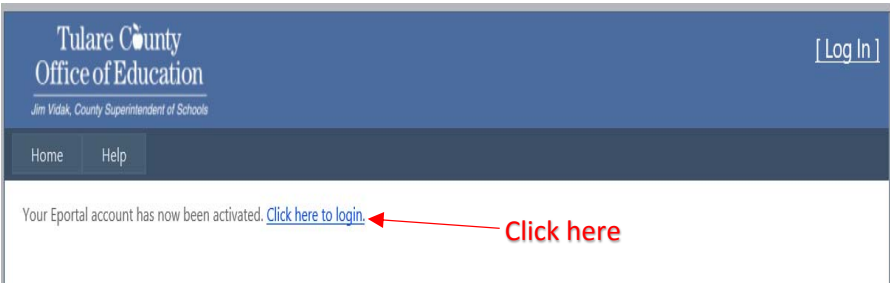 Tulare County
Office of Education
Jim Vidak, County Superintendent of Schools
[ Log In ]
Home Help
Your Eportal account has now been activated. Click here to login.
Click here